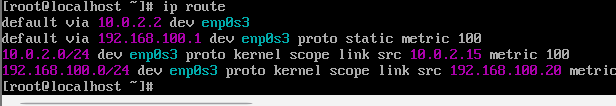 [root@localhost ~]# ip route
default via 10.0.2.2 dev enp0s3
default via 192.168.100.1 dev enp0s3 proto static metric 100
10.0.2.0/24 dev enp0s3 proto kernel scope link src 10.0.2.15 metric 100
192.168.100.0/24 dev enp0s3 proto kernel scope link src 192.168.100.20 metric
[root@localhost ~]#